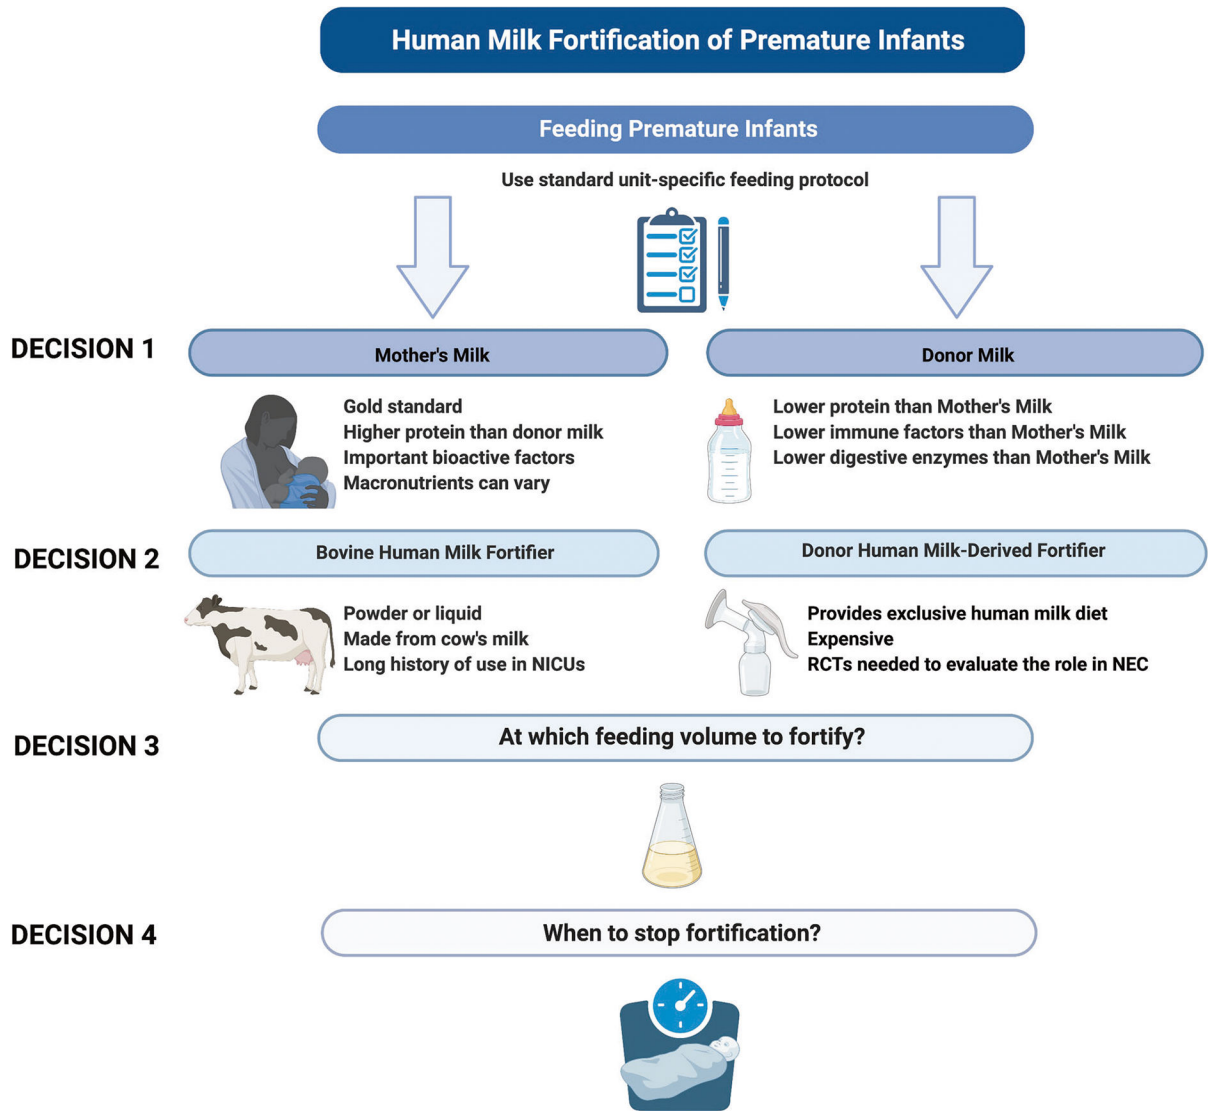 Human Milk Fortification of Premature Infants
Feeding Premature Infants
Use standard unit-specific feeding protocol
DECISION 1
Mother's Milk
Donor Milk
Gold standard
Higher protein than donor milk
Important bioactive factors
Macronutrients can vary
Lower protein than Mother's Milk
Lower immune factors than Mother's Milk
Lower digestive enzymes than Mother's Milk
DECISION 2
Bovine Human Milk Fortifier
Donor Human Milk-Derived Fortifier
Powder or liquid
Made from cow's milk
Long history of use in NICUs
Provides exclusive human milk diet
Expensive
RCTs needed to evaluate the role in NEC
DECISION 3
At which feeding volume to fortify?
DECISION 4
When to stop fortification?